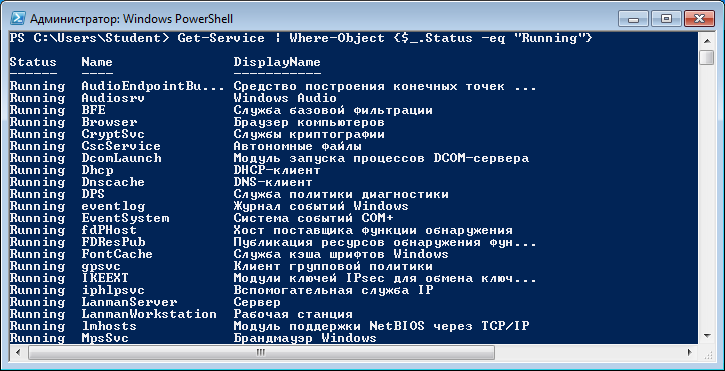 Администратор: Windows PowerShell
PS C:\Users\Student> Get-Service | Where-Object {$_.Status -eq "Running"}
Status Name DisplayName
------ ---- -----------
Running AudioEndpointBu... Средство построения конечных точек ...
Running Audiosrv Windows Audio
Running BFE Служба базовой фильтрации
Running Browser Браузер компьютеров
Running CryptSvc Службы криптографии
Running CscService Автономные файлы
Running DcomLaunch Модуль запуска процессов DCOM-сервера
Running Dhcp DHCP-клиент
Running Dnscache DNS-клиент
Running DPS Служба политики диагностики
Running eventlog Журнал событий Windows
Running EventSystem Система событий COM+
Running fdPHost Хост поставщика функции обнаружения
Running FDResPub Публикация ресурсов обнаружения фун...
Running FontCache Служба кэша шрифтов Windows
Running gpsvc Клиент групповой политики
Running IKEEXT Модули ключей IPsec для обмена ключ...
Running iphlpsvc Вспомогательная служба IP
Running LanmanServer Сервер
Running LanmanWorkstation Рабочая станция
Running lmhosts Модуль поддержки NetBIOS через TCP/IP
Running MpsSvc Брандмауэр Windows